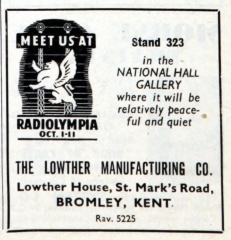 MEET US AT
RADIOLYMPIA
OCT. 1-11
Stand 323
in the
NATIONAL HALL
GALLERY
where it will be
relatively peace-
ful and quiet
THE LOWTHER MANUFACTURING CO.
Lowther House, St. Mark's Road,
BROMLEY, KENT.
Rav. 5225